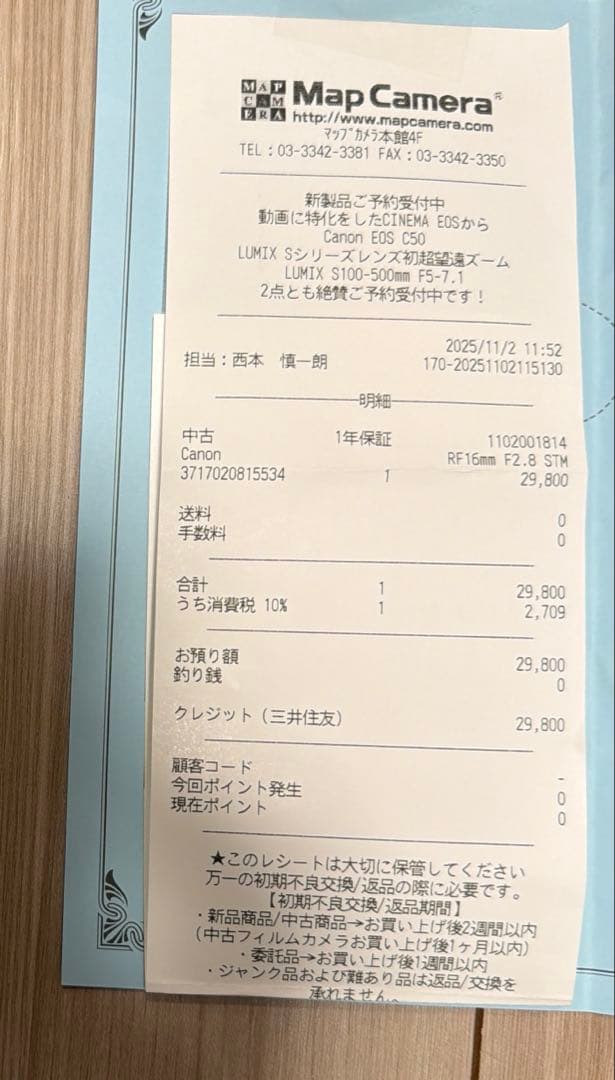 MAP CAM ERA Map Camera®
http://www.mapcamera.com
ﾏｯﾌﾟｶﾒﾗ本館4F
TEL：03-3342-3381 FAX：03-3342-3350
新製品ご予約受付中
動画に特化をしたCINEMA EOSから
Canon EOS C50
LUMIX Sシリーズレンズ初超望遠ズーム
LUMIX S100-500mm F5-7.1
2点とも絶賛ご予約受付中です！
2025/11/2 11:52
担当：西本　慎一朗 170-20251102115130
明細
中古 1年保証 1102001814
Canon RF16mm F2.8 STM
3717020815534 1 29,800
送料 0
手数料 0
合計 1 29,800
うち消費税 10% 1 2,709
お預り額 29,800
釣り銭 0
クレジット（三井住友） 29,800
顧客コード -
今回ポイント発生 0
現在ポイント 0
★このレシートは大切に保管してください
万一の初期不良交換/返品の際に必要です。
【初期不良交換/返品期間】
・新品商品/中古商品→お買い上げ後2週間以内
（中古フィルムカメラお買い上げ後1ヶ月以内）
・委託品→お買い上げ後1週間以内
・ジャンク品および難あり品は返品/交換を
承れません。